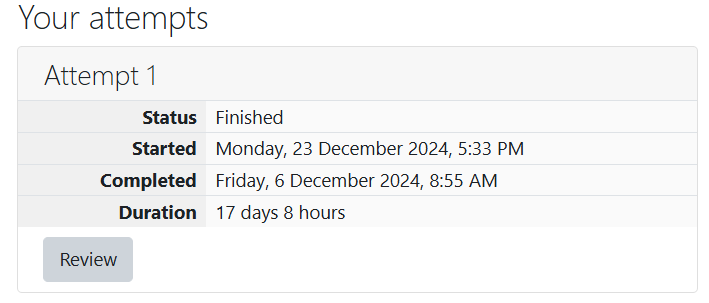 Your attempts
Attempt 1
Status Finished
Started Monday, 23 December 2024, 5:33 PM
Completed Friday, 6 December 2024, 8:55 AM
Duration 17 days 8 hours
Review